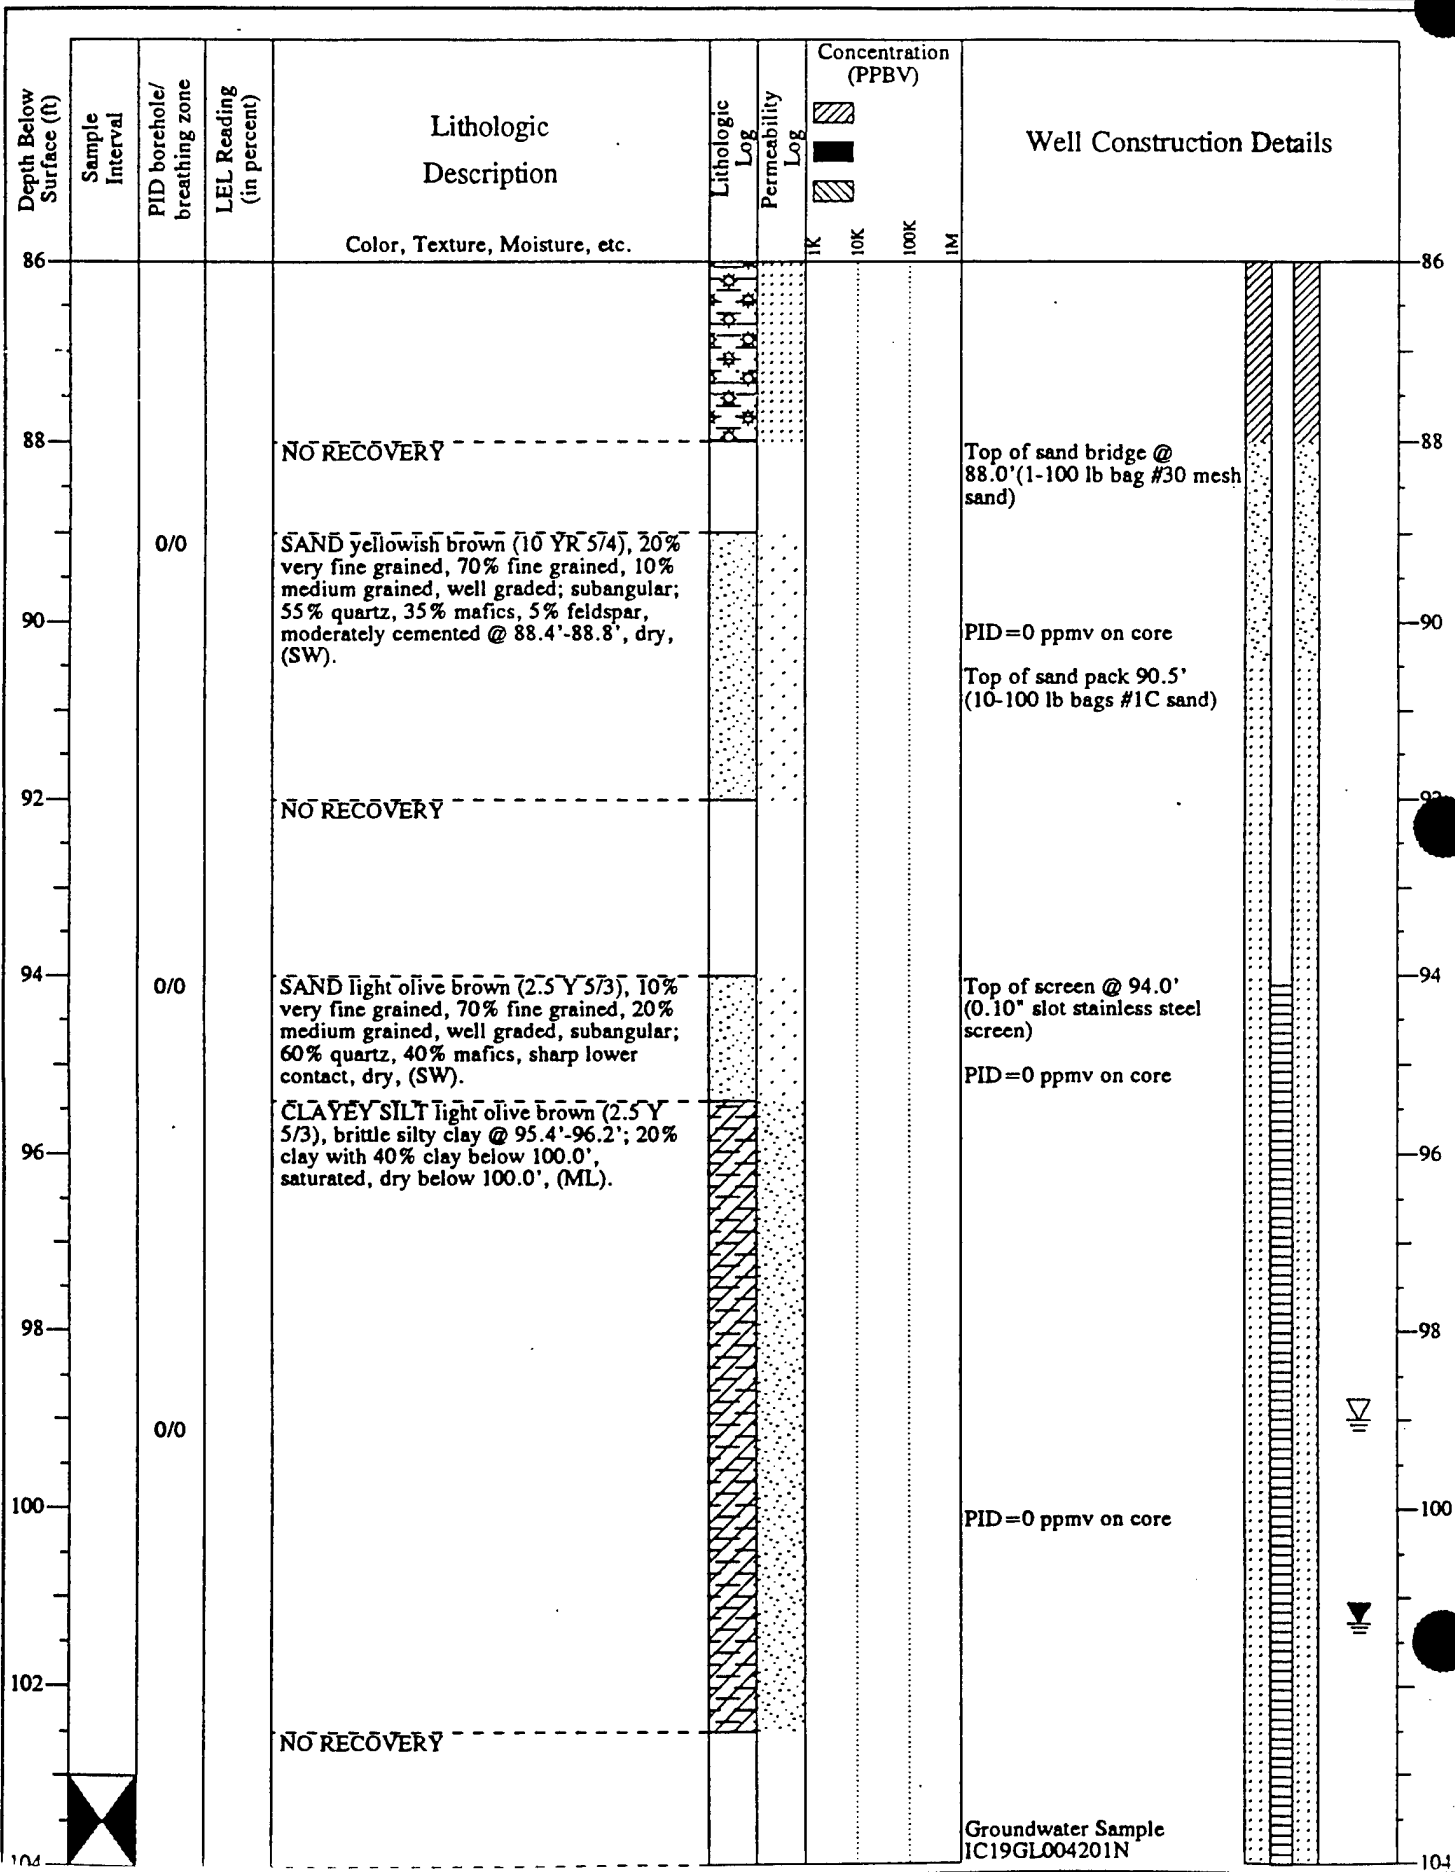 Depth Below
Surface (ft)
Sample
Interval
PID borehole/
breathing zone
LEL Reading
(in percent)
Lithologic
Description
Color, Texture, Moisture, etc.
Lithologic
Log
Permeability
Log
Concentration
(PPBV)
1K
10K
100K
1M
Well Construction Details
86
86
88
NO RECOVERY
Top of sand bridge @
88.0'(1-100 lb bag #30 mesh
sand)
88
0/0
SAND yellowish brown (10 YR 5/4), 20%
very fine grained, 70% fine grained, 10%
medium grained, well graded; subangular;
55% quartz, 35% mafics, 5% feldspar,
moderately cemented @ 88.4'-88.8', dry,
(SW).
90
PID=0 ppmv on core
90
Top of sand pack 90.5'
(10-100 lb bags #1C sand)
92
NO RECOVERY
92
94
0/0
SAND light olive brown (2.5 Y 5/3), 10%
very fine grained, 70% fine grained, 20%
medium grained, well graded, subangular;
60% quartz, 40% mafics, sharp lower
contact, dry, (SW).
Top of screen @ 94.0'
(0.10" slot stainless steel
screen)
94
PID=0 ppmv on core
CLAYEY SILT light olive brown (2.5 Y
5/3), brittle silty clay @ 95.4'-96.2'; 20%
clay with 40% clay below 100.0',
saturated, dry below 100.0', (ML).
96
96
98
98
0/0
100
PID=0 ppmv on core
100
102
NO RECOVERY
Groundwater Sample
IC19GL004201N
104